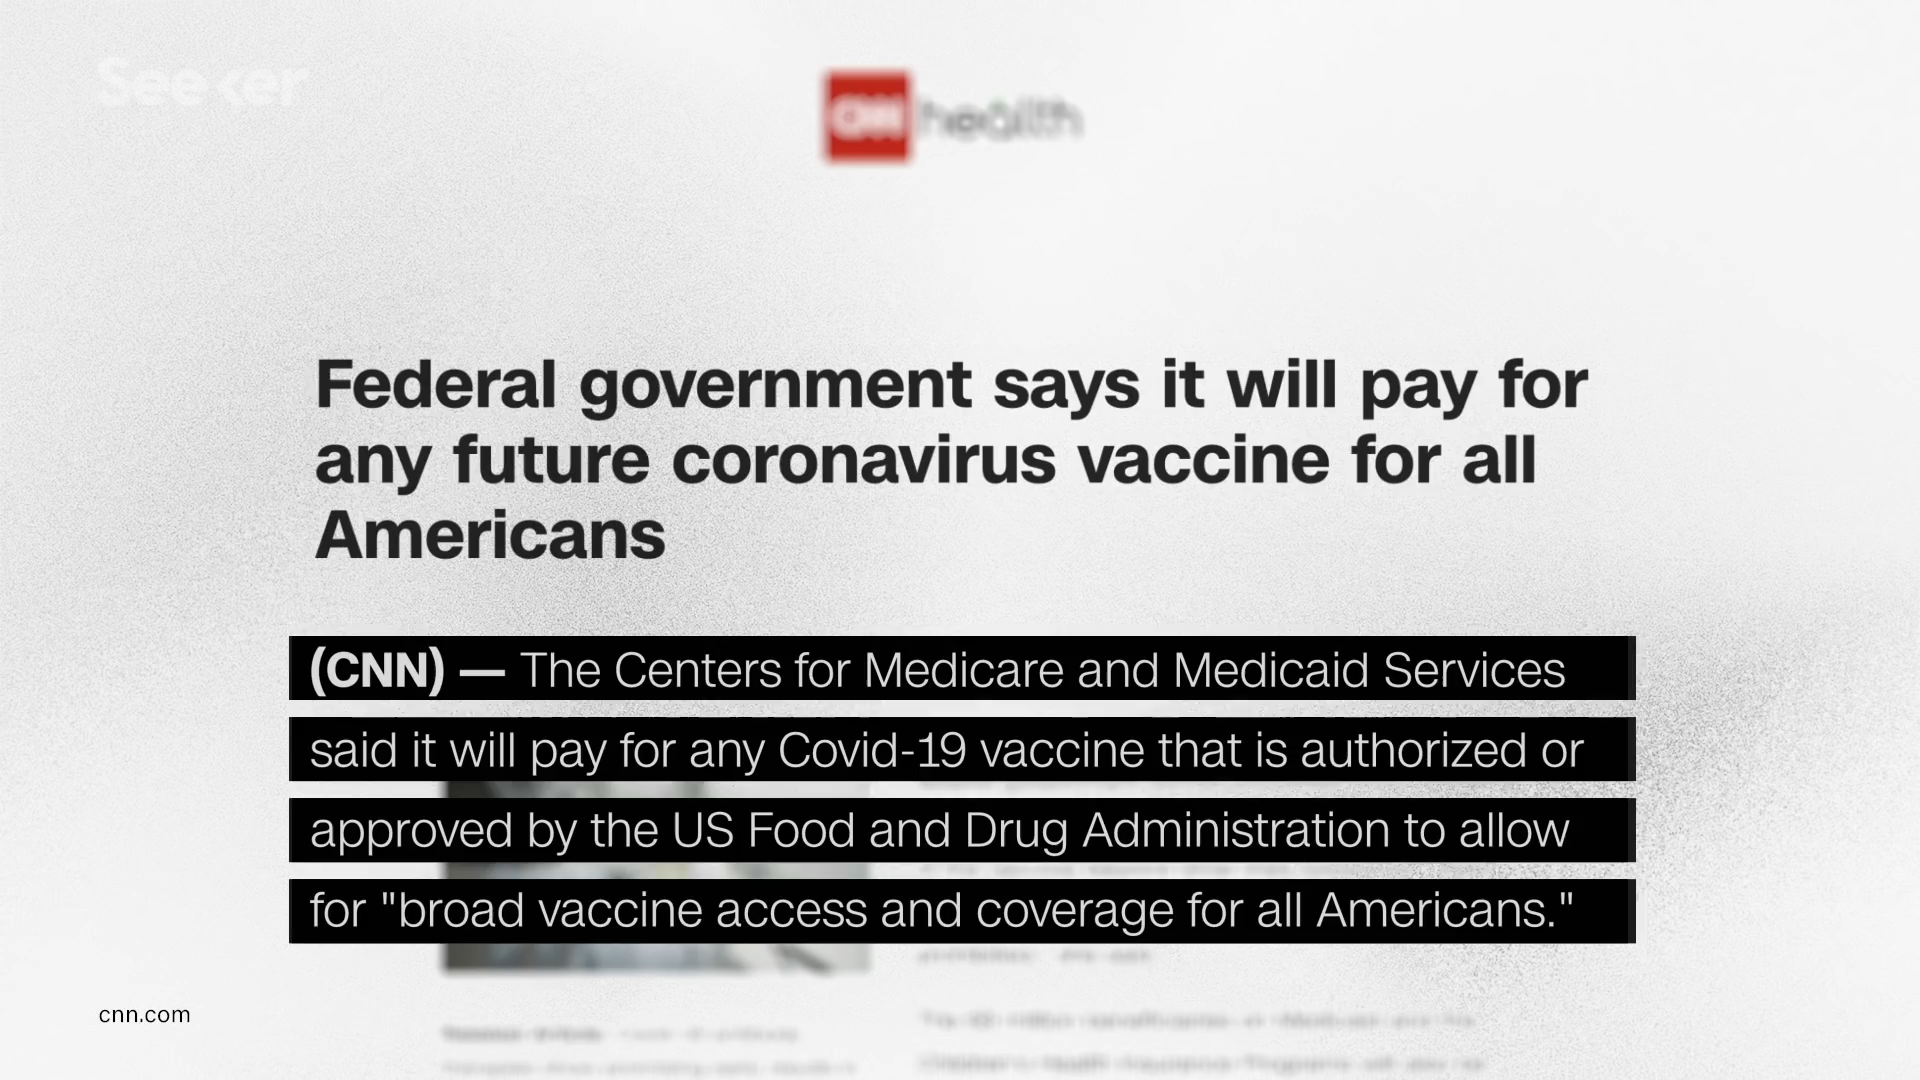 Seeker
CNN health
Federal government says it will pay for
any future coronavirus vaccine for all
Americans
(CNN) — The Centers for Medicare and Medicaid Services
said it will pay for any Covid-19 vaccine that is authorized or
approved by the US Food and Drug Administration to allow
for "broad vaccine access and coverage for all Americans."
cnn.com